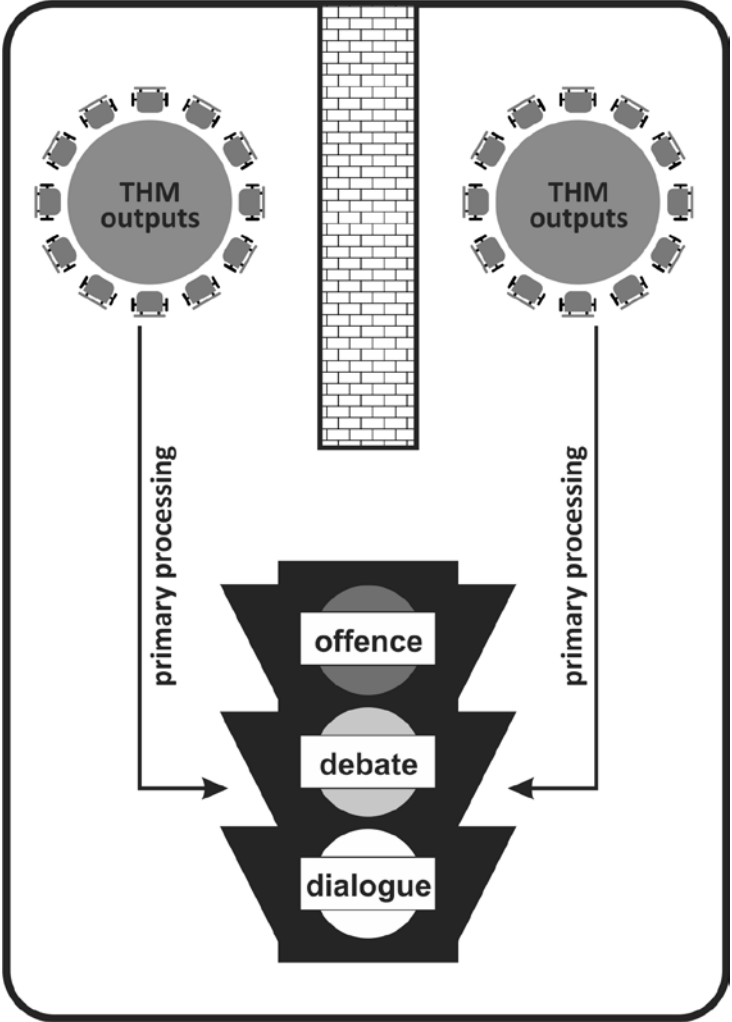 THM
outputs
THM
outputs
primary processing
primary processing
offence
debate
dialogue